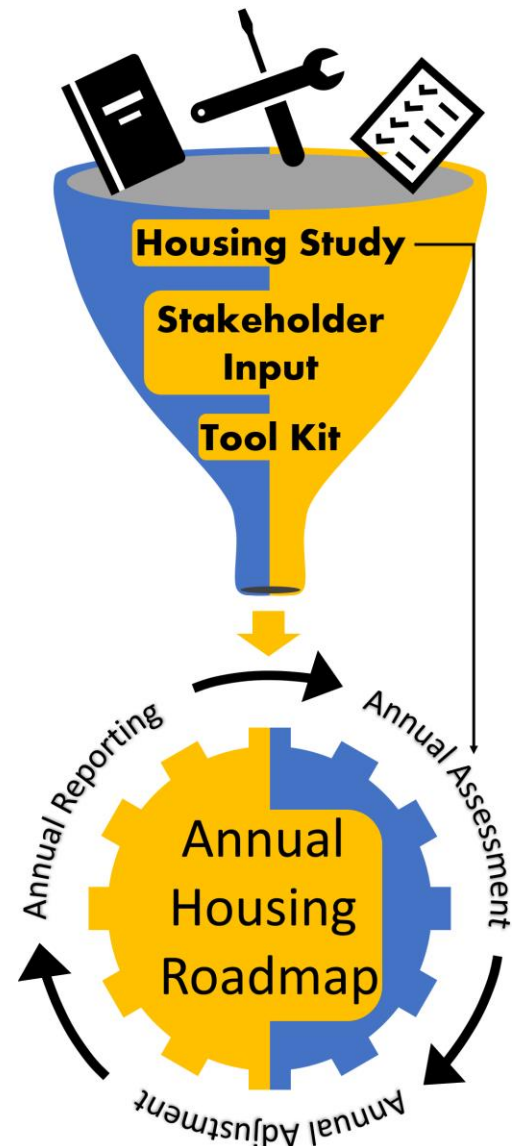 Housing Study
Stakeholder
Input
Tool Kit
Annual Reporting
Annual Assessment
Annual
Housing
Roadmap
Annual Adjustment